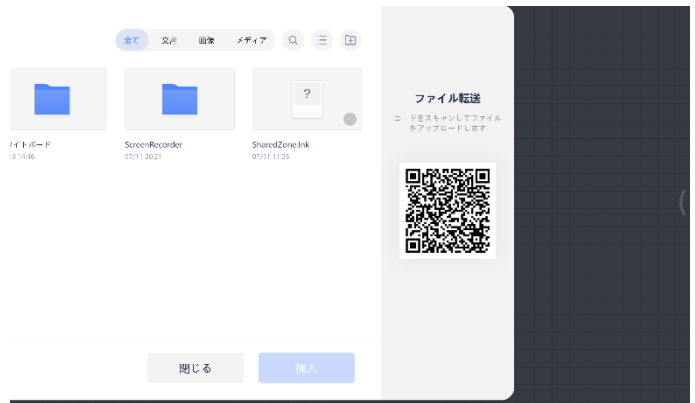 全て 文書 画像 メディア
イトボード
13 14:46
ScreenRecorder
07/11 20:21
?
SharedZone.lnk
07/11 11:35
閉じる 挿入
ファイル転送
コードをスキャンしてファイル
をアップロードします